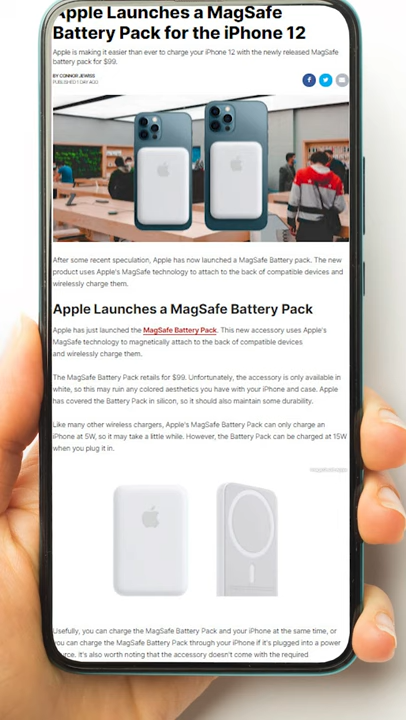 Apple Launches a MagSafe
Battery Pack for the iPhone 12
Apple is making it easier than ever to charge your iPhone 12 with the newly released MagSafe
battery pack for $99.
BY CONNOR JEWISS
PUBLISHED 1 DAY AGO
After some recent speculation, Apple has now launched a MagSafe Battery pack. The new
product uses Apple's MagSafe technology to attach to the back of compatible devices and
wirelessly charge them.
Apple Launches a MagSafe Battery Pack
Apple has just launched the MagSafe Battery Pack. This new accessory uses Apple's
MagSafe technology to magnetically attach to the back of compatible devices
and wirelessly charge them.
The MagSafe Battery Pack retails for $99. Unfortunately, the accessory is only available in
white, so this may ruin any colored aesthetics you have with your iPhone and case. Apple
has covered the Battery Pack in silicon, so it should also maintain some durability.
Like many other wireless chargers, Apple's MagSafe Battery Pack can only charge an
iPhone at 5W, so it may take a little while. However, the Battery Pack can be charged at 15W
when you plug it in.
Usefully, you can charge the MagSafe Battery Pack and your iPhone at the same time, or
you can charge the MagSafe Battery Pack through your iPhone if it's plugged into a power
source. It's also worth noting that the accessory doesn't come with the required